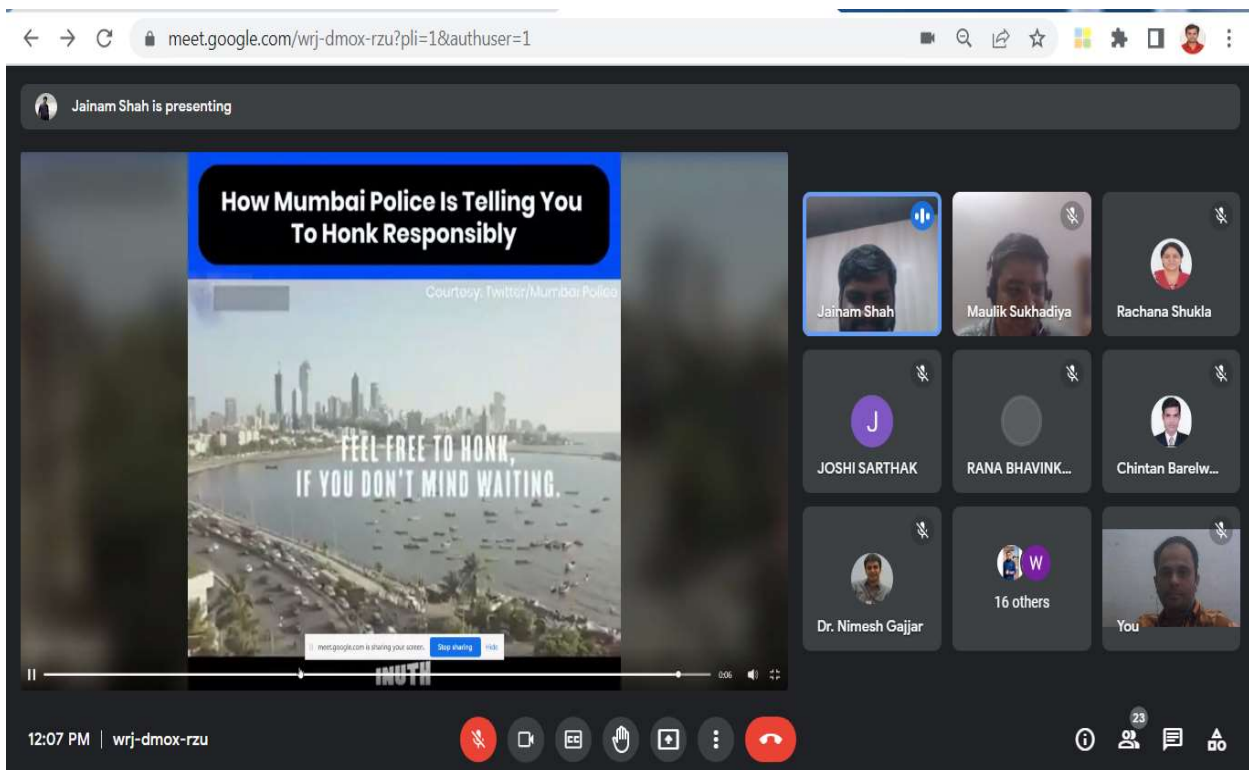 meet.google.com/wrj-dmox-rzu?pli=1&authuser=1
Jainam Shah is presenting
How Mumbai Police Is Telling You
To Honk Responsibly
Courtesy: Twitter/Mumbai Police
FEEL FREE TO HONK,
IF YOU DON'T MIND WAITING.
meet.google.com is sharing your screen. Stop sharing Hide
INUTH
0:06
Jainam Shah
Maulik Sukhadiya
Rachana Shukla
J
JOSHI SARTHAK
RANA BHAVINK...
Chintan Barelw...
Dr. Nimesh Gajjar
W
16 others
You
12:07 PM | wrj-dmox-rzu
CC
23